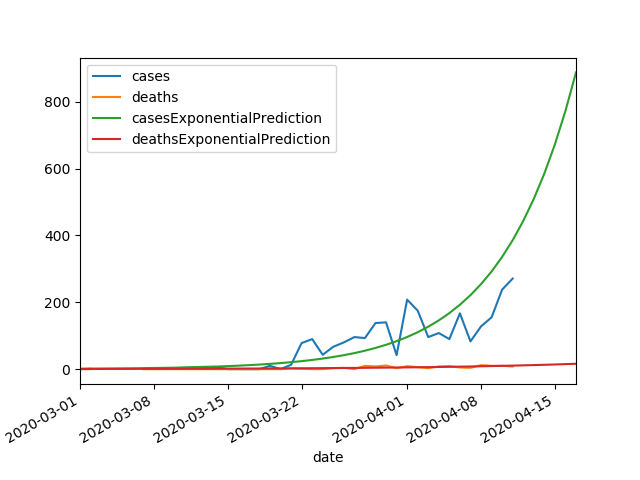 cases
deaths
casesExponentialPrediction
deathsExponentialPrediction
800
600
400
200
0
2020-03-01
2020-03-08
2020-03-15
2020-03-22
2020-04-01
2020-04-08
2020-04-15
date